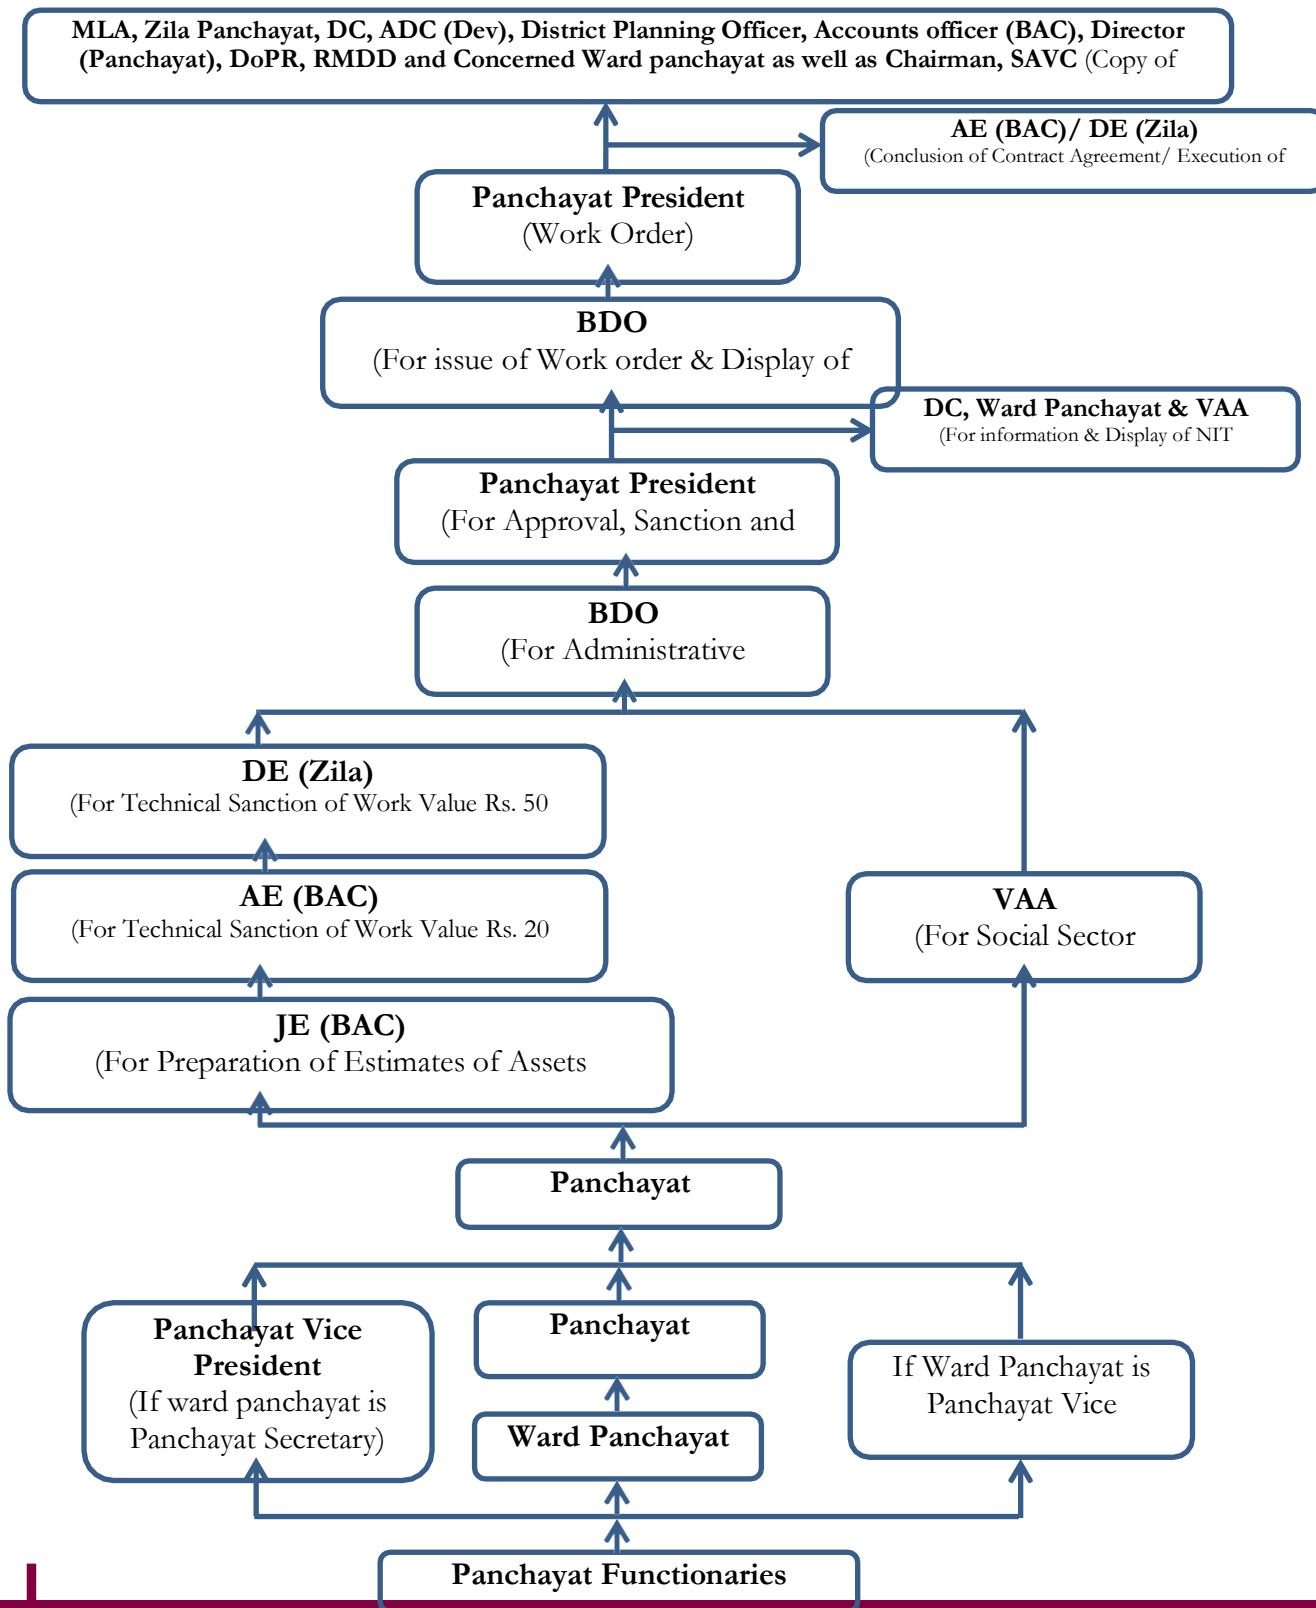 MLA, Zila Panchayat, DC, ADC (Dev), District Planning Officer, Accounts officer (BAC), Director
(Panchayat), DoPR, RMDD and Concerned Ward panchayat as well as Chairman, SAVC (Copy of
AE (BAC)/ DE (Zila)
(Conclusion of Contract Agreement/ Execution of
Panchayat President
(Work Order)
BDO
(For issue of Work order & Display of
DC, Ward Panchayat & VAA
(For information & Display of NIT
Panchayat President
(For Approval, Sanction and
BDO
(For Administrative
DE (Zila)
(For Technical Sanction of Work Value Rs. 50
AE (BAC)
(For Technical Sanction of Work Value Rs. 20
VAA
(For Social Sector
JE (BAC)
(For Preparation of Estimates of Assets
Panchayat
Panchayat Vice
President
(If ward panchayat is
Panchayat Secretary)
Panchayat
Ward Panchayat
If Ward Panchayat is
Panchayat Vice
Panchayat Functionaries